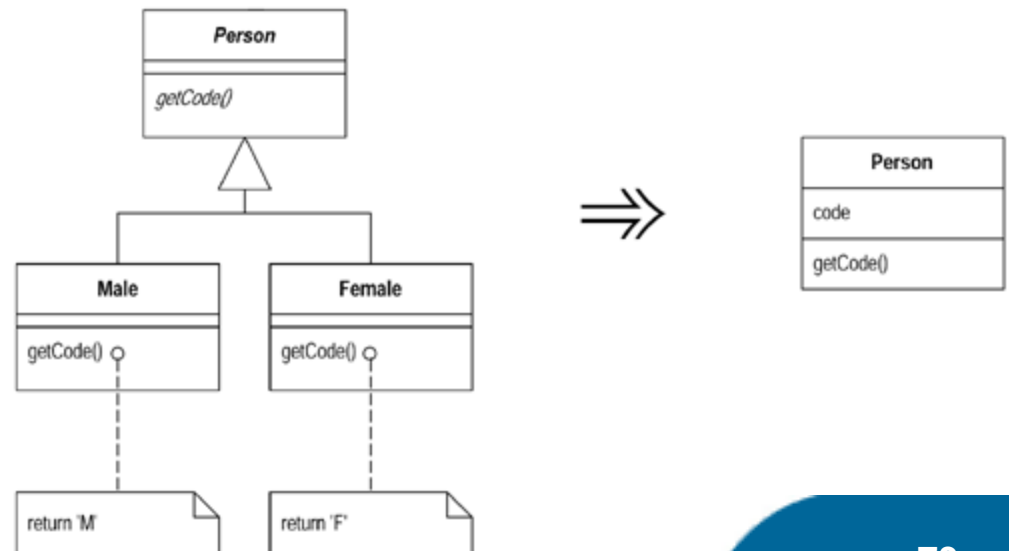 Person
getCode()
Person
code
getCode()
Male
Female
getCode()
getCode()
return 'M'
return 'F'